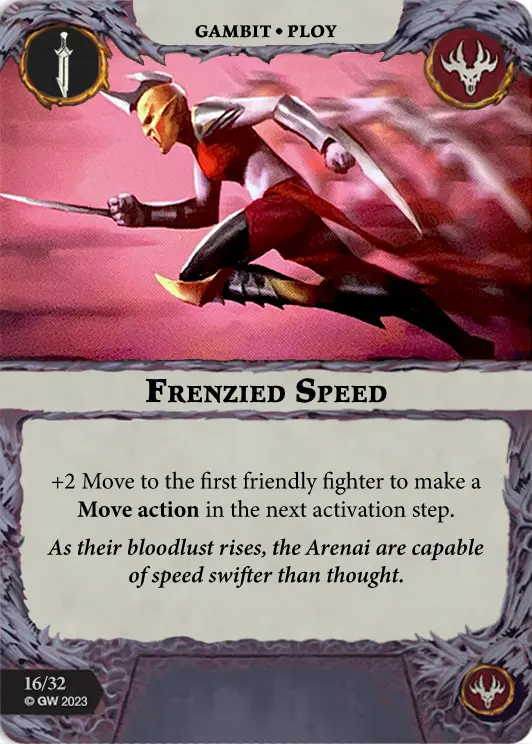 GAMBIT • PLOY
FRENZIED SPEED
+2 Move to the first friendly fighter to make a
Move action in the next activation step.
As their bloodlust rises, the Arenai are capable
of speed swifter than thought.
16/32
© GW 2023